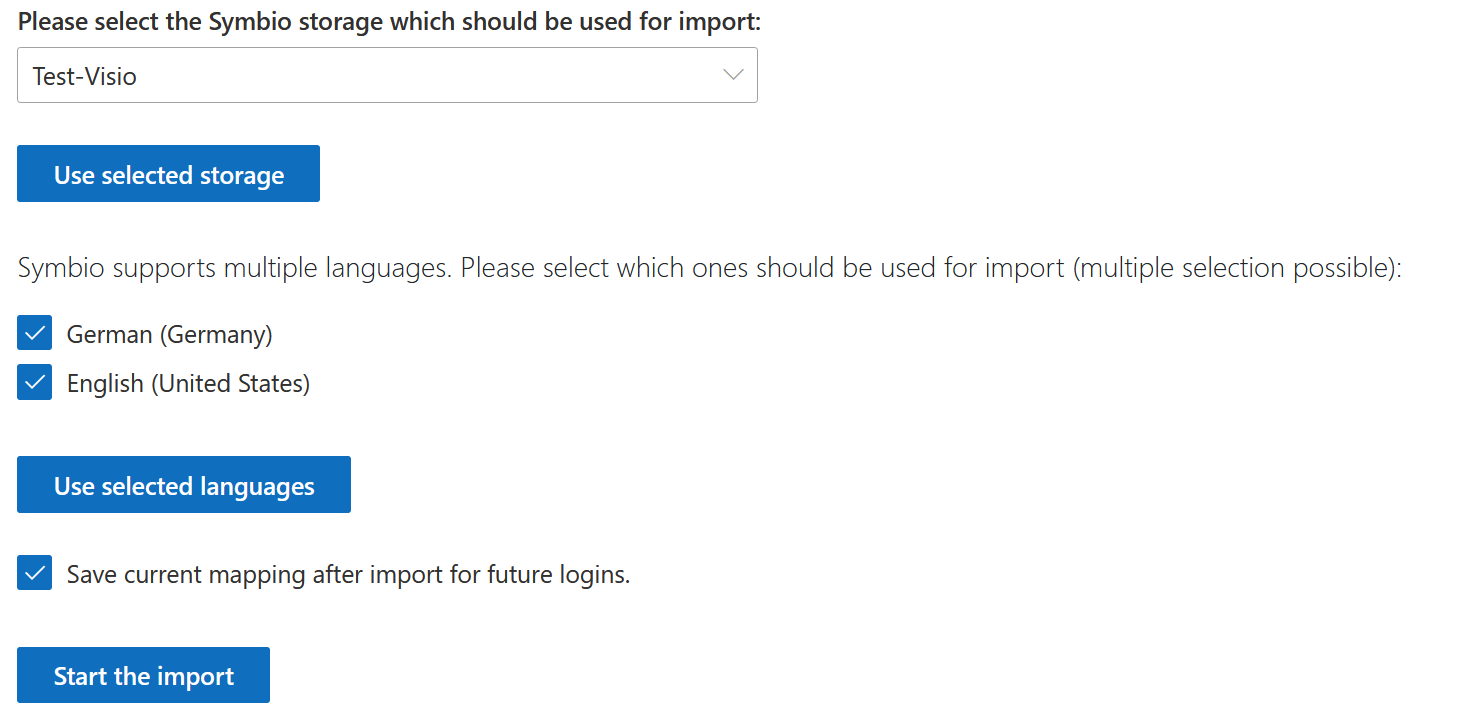 Please select the Symbio storage which should be used for import:
Test-Visio
Use selected storage
Symbio supports multiple languages. Please select which ones should be used for import (multiple selection possible):
German (Germany)
English (United States)
Use selected languages
Save current mapping after import for future logins.
Start the import